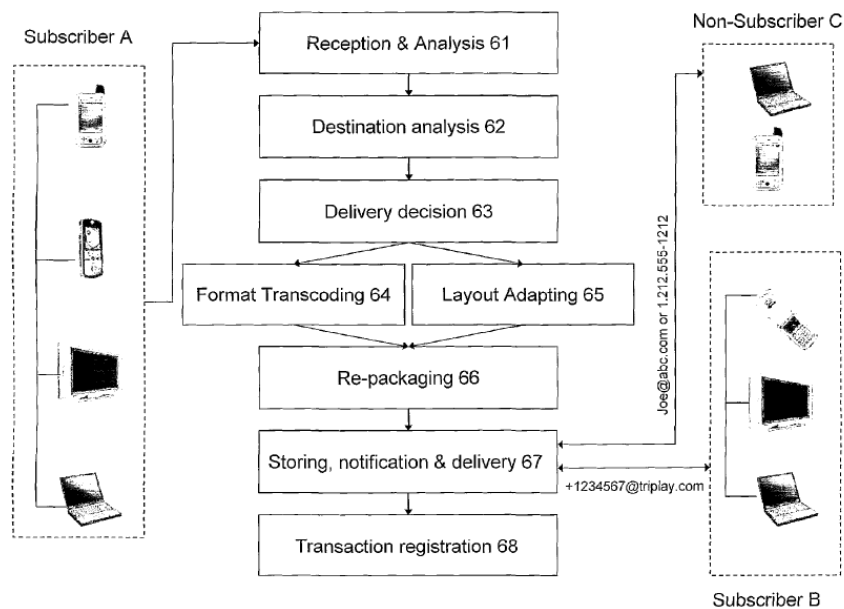 Subscriber A
Reception & Analysis 61
Non-Subscriber C
Destination analysis 62
Delivery decision 63
Format Transcoding 64
Layout Adapting 65
Joe@abc.com or 1.212.555-1212
Re-packaging 66
Storing, notification & delivery 67
+1234567@triplay.com
Transaction registration 68
Subscriber B